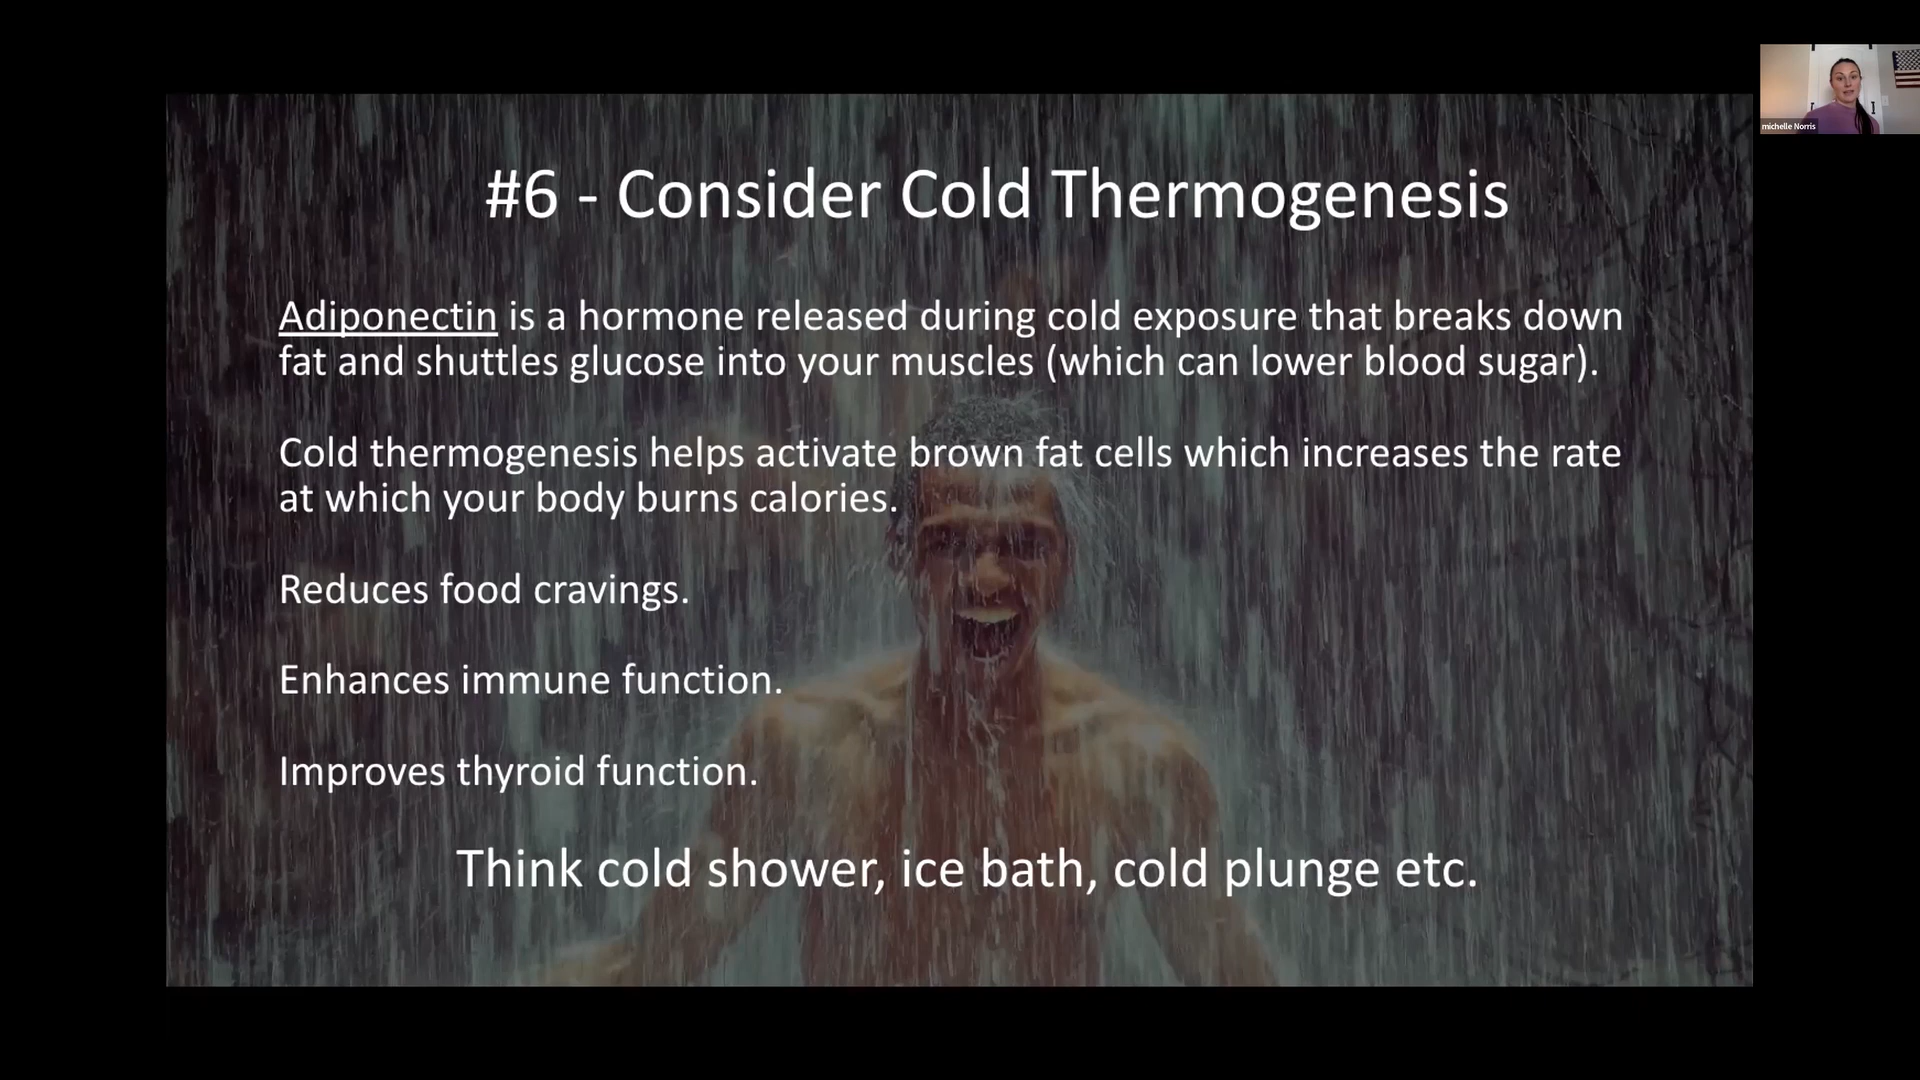 michelle Norris
#6 - Consider Cold Thermogenesis
Adiponectin is a hormone released during cold exposure that breaks down
fat and shuttles glucose into your muscles (which can lower blood sugar).
Cold thermogenesis helps activate brown fat cells which increases the rate
at which your body burns calories.
Reduces food cravings.
Enhances immune function.
Improves thyroid function.
Think cold shower, ice bath, cold plunge etc.